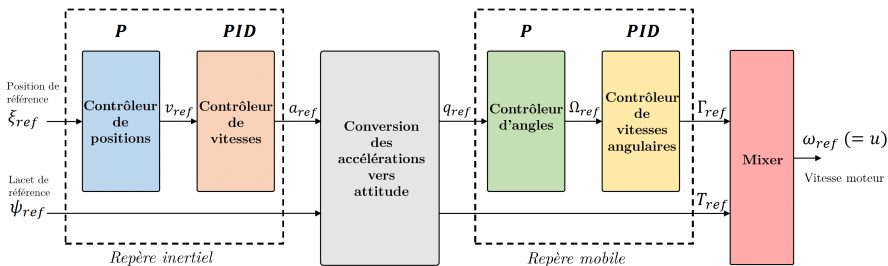 P
PID
P
PID
Position de
référence
ξref
Contrôleur
de
positions
vref
Contrôleur
de
vitesses
aref
Conversion
des
accélérations
vers
attitude
qref
Contrôleur
d'angles
Ωref
Contrôleur
de
vitesses
angulaires
Γref
Mixer
ωref (= u)
Vitesse moteur
Lacet de
référence
ψref
Tref
Repère inertiel
Repère mobile